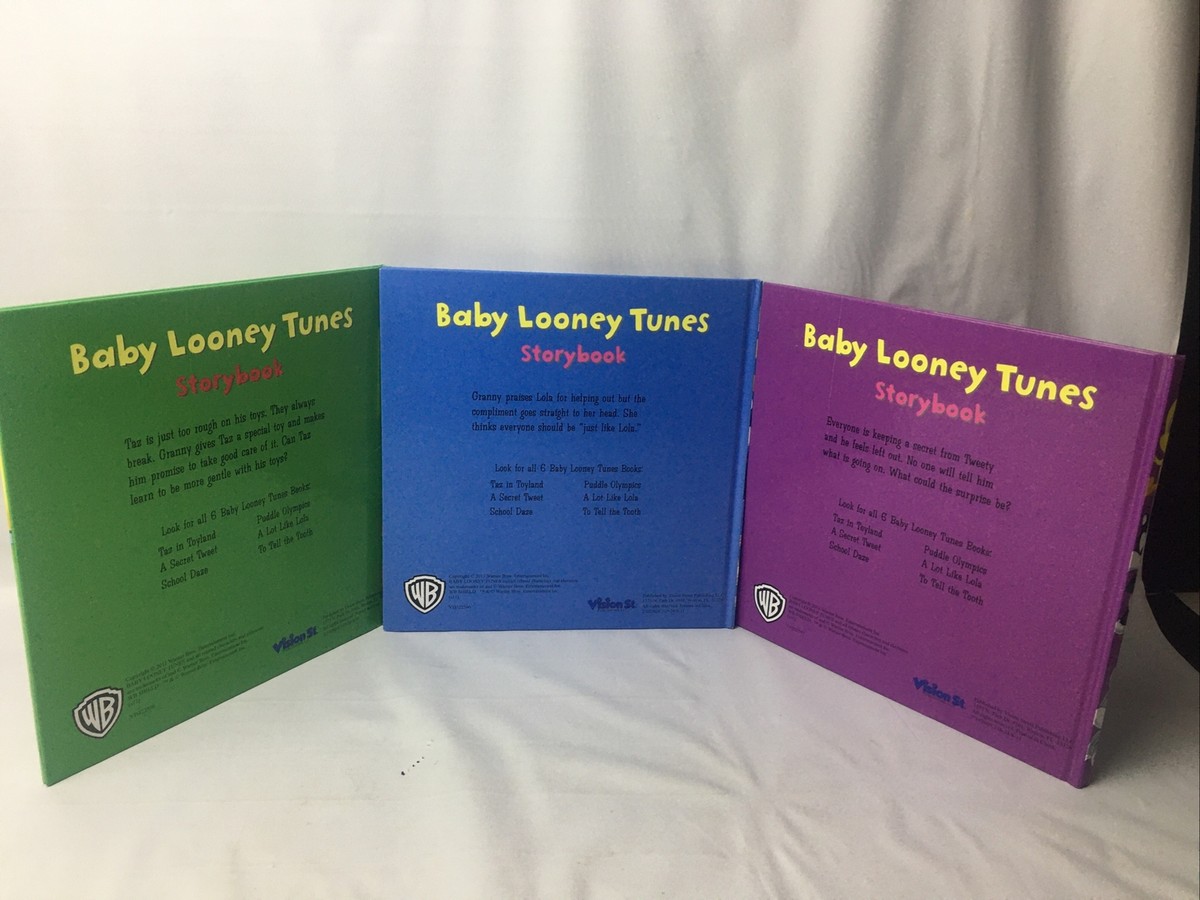 Baby Looney Tunes
Storybook
Taz is just too rough on his toys. They always
break. Granny gives Taz a special toy and makes
him promise to take good care of it. Can Taz
learn to be more gentle with his toys?
Look for all 6 Baby Looney Tunes Books:
Taz in Toyland Puddle Olympics
A Secret Tweet A Lot Like Lola
School Daze To Tell the Tooth
WB
Vision St.
Baby Looney Tunes
Storybook
Granny praises Lola for helping out but the
compliment goes straight to her head. She
thinks everyone should be "just like Lola."
Look for all 6 Baby Looney Tunes Books:
Taz in Toyland Puddle Olympics
A Secret Tweet A Lot Like Lola
School Daze To Tell the Tooth
WB
Vision St.
Baby Looney Tunes
Storybook
Everyone is keeping a secret from Tweety
and he feels left out. No one will tell him
what is going on. What could the surprise be?
Look for all 6 Baby Looney Tunes Books:
Taz in Toyland Puddle Olympics
A Secret Tweet A Lot Like Lola
School Daze To Tell the Tooth
WB
Vision St.